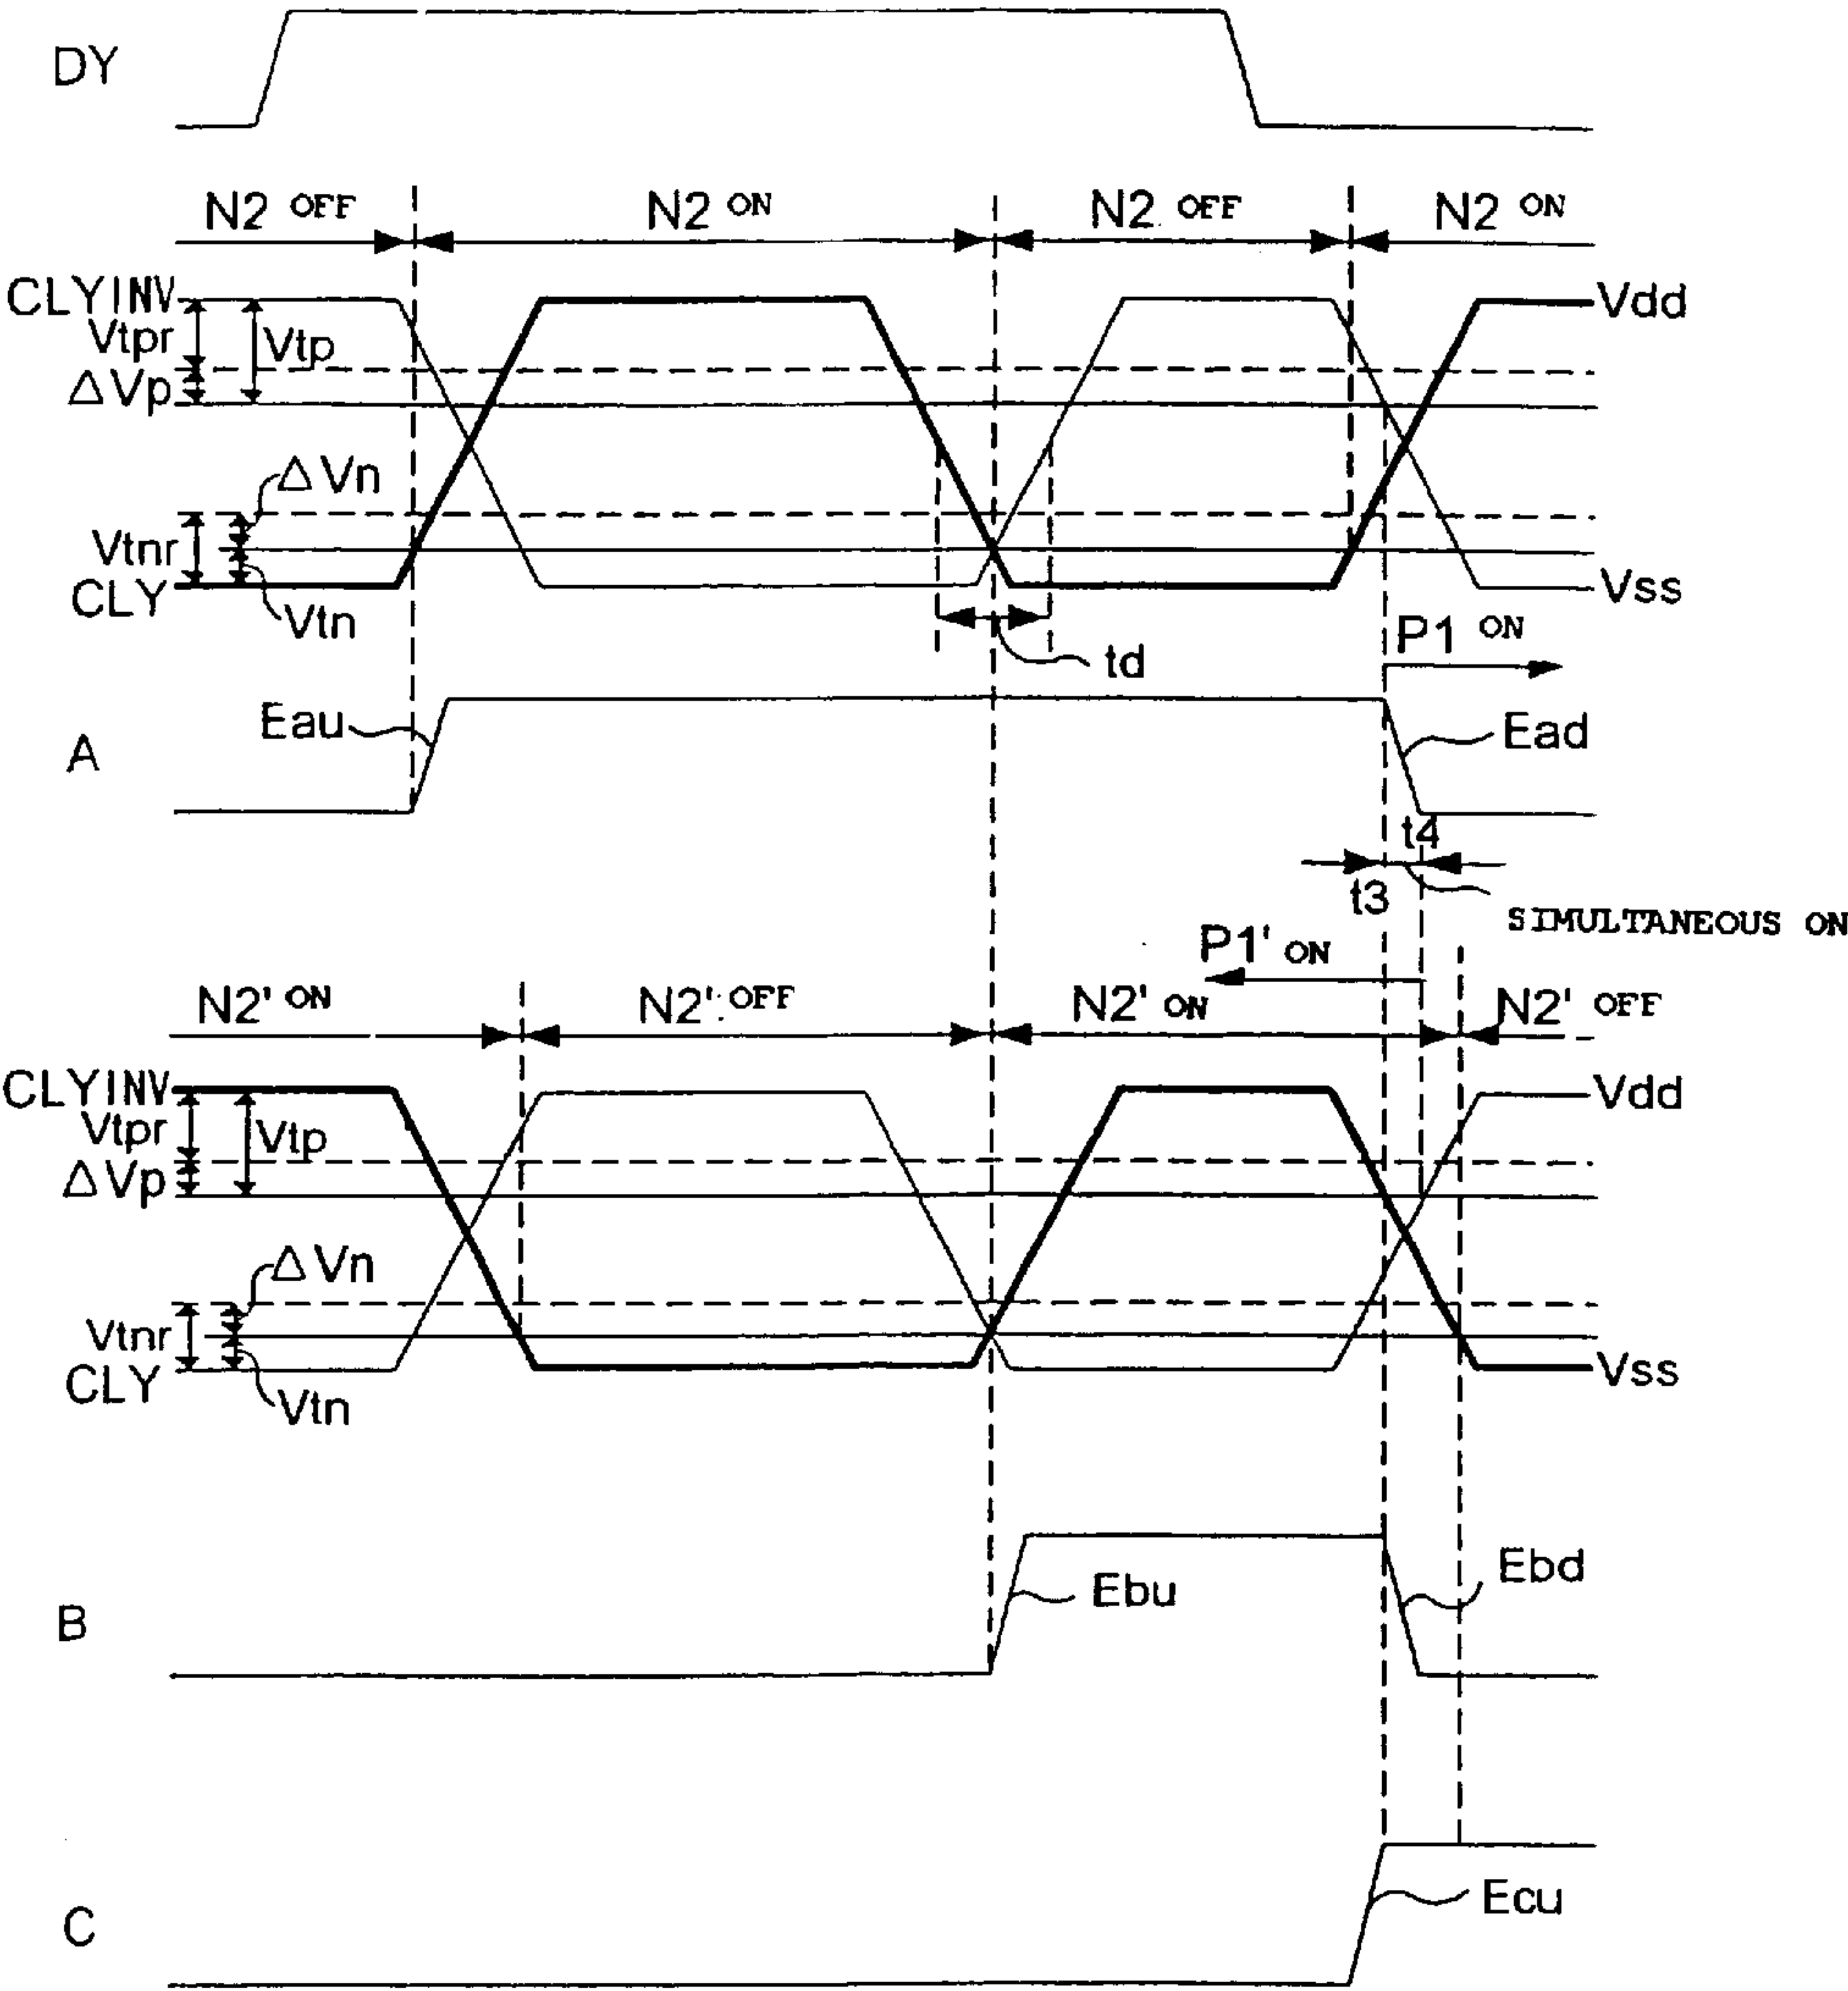 DY
N2 OFF
N2 ON
N2 OFF
N2 ON
CLYINV
Vdd
Vtpr
Vtp
ΔVp
ΔVn
Vtnr
CLY
Vtn
Vss
td
P1 ON
A
Eau
Ead
t4
t3
SIMULTANEOUS ON
P1' ON
N2' ON
N2' OFF
N2' ON
N2' OFF
CLYINV
Vdd
Vtpr
Vtp
ΔVp
ΔVn
Vtnr
CLY
Vtn
Vss
B
Ebu
Ebd
C
Ecu